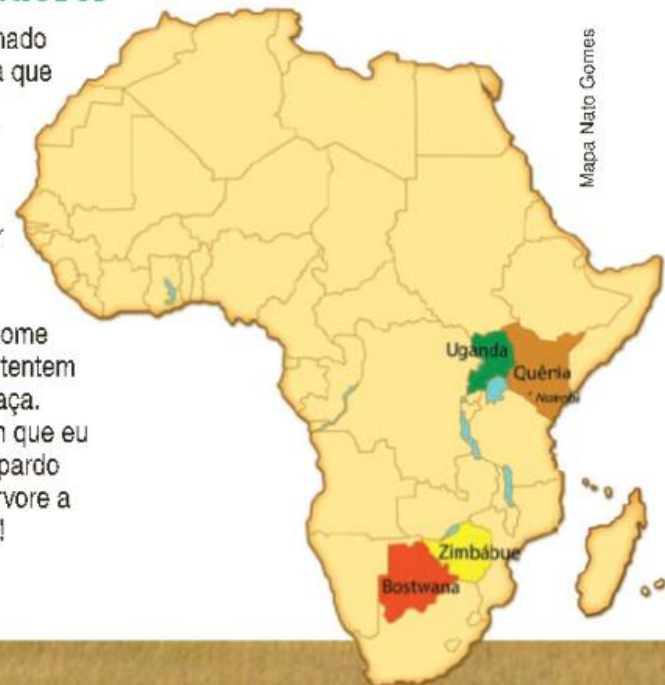 nado
a que
ome
tentem
aça.
n que eu
pardo
rvore a
!
Mapa Nato Gomes
Uganda
Quênia
Nairobi
Zimbábue
Bostwana